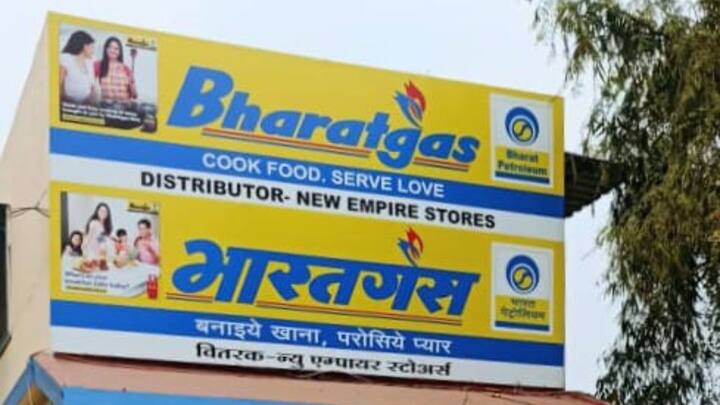 Bharatgas
Bharat
Petroleum
COOK FOOD. SERVE LOVE
DISTRIBUTOR- NEW EMPIRE STORES
भारतगैस
भारत
पेट्रोलियम
बनाइये खाना, परोसिये प्यार
वितरक-न्यु एम्पायर स्टोअर्स